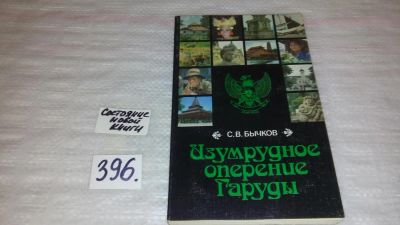 Состояние
новой
книги
396.
С. В. БЫЧКОВ
Изумрудное
оперение
Гаруды